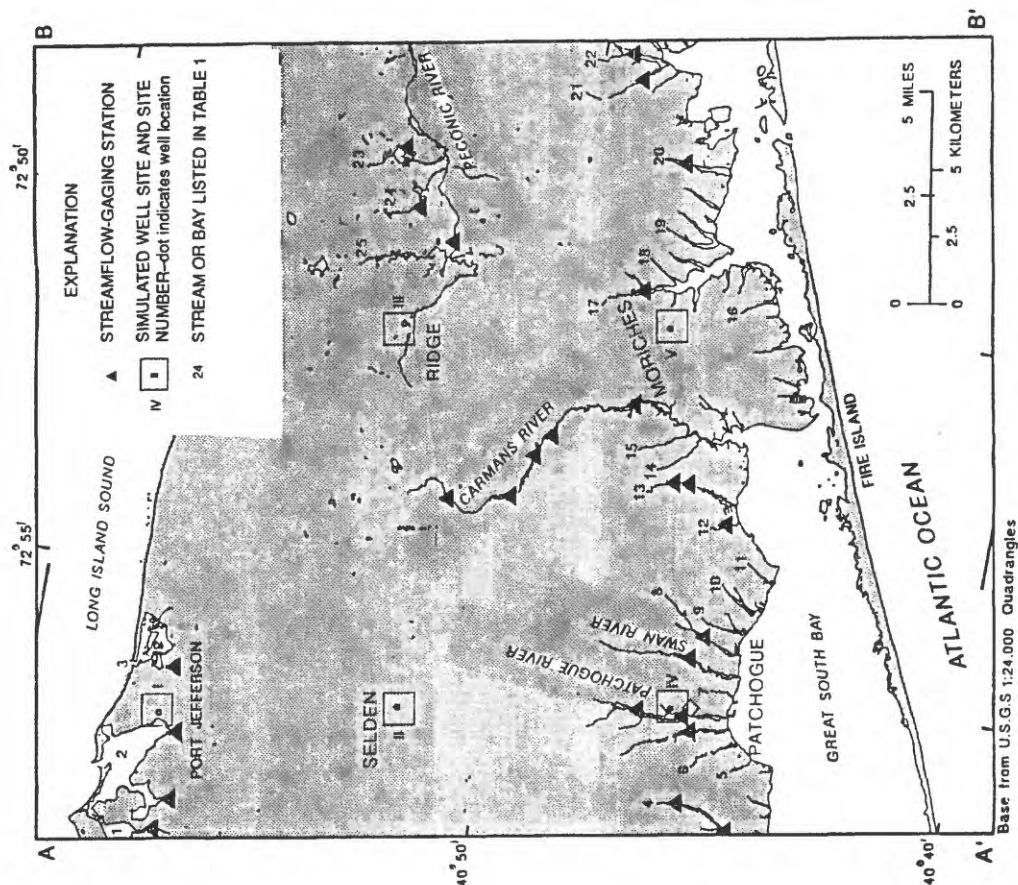 B
B'
A
A'
72°50'
72°55'
40°50'
40°40'
EXPLANATION
STREAMFLOW-GAGING STATION
IV
SIMULATED WELL SITE AND SITE
NUMBER–dot indicates well location
24
STREAM OR BAY LISTED IN TABLE 1
LONG ISLAND SOUND
PORT JEFFERSON
SELDEN
RIDGE
PECONIC RIVER
CARMANS RIVER
MORICHES
SWAN RIVER
PATCHOGUE RIVER
PATCHOGUE
GREAT SOUTH BAY
FIRE ISLAND
ATLANTIC OCEAN
I
II
III
IV
V
1
2
3
4
5
6
8
9
10
11
12
13
14
15
16
17
18
19
20
21
22
23
24
25
0 2.5 5 MILES
0 2.5 5 KILOMETERS
Base from U.S.G.S 1:24.000 Quadrangles